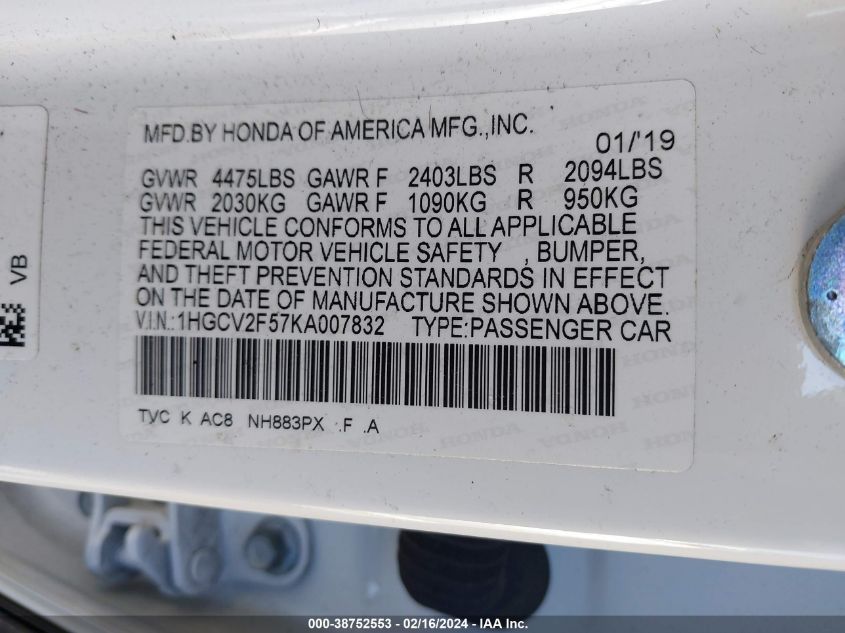 MFD.BY HONDA OF AMERICA MFG.,INC.
01/'19
GVWR 4475LBS GAWR F 2403LBS R 2094LBS
GVWR 2030KG GAWR F 1090KG R 950KG
THIS VEHICLE CONFORMS TO ALL APPLICABLE
FEDERAL MOTOR VEHICLE SAFETY , BUMPER,
AND THEFT PREVENTION STANDARDS IN EFFECT
ON THE DATE OF MANUFACTURE SHOWN ABOVE.
V.I.N.:1HGCV2F57KA007832 TYPE:PASSENGER CAR
TVC K AC8 NH883PX .F .A
VB
HONDA
000-38752553 - 02/16/2024 - IAA Inc.